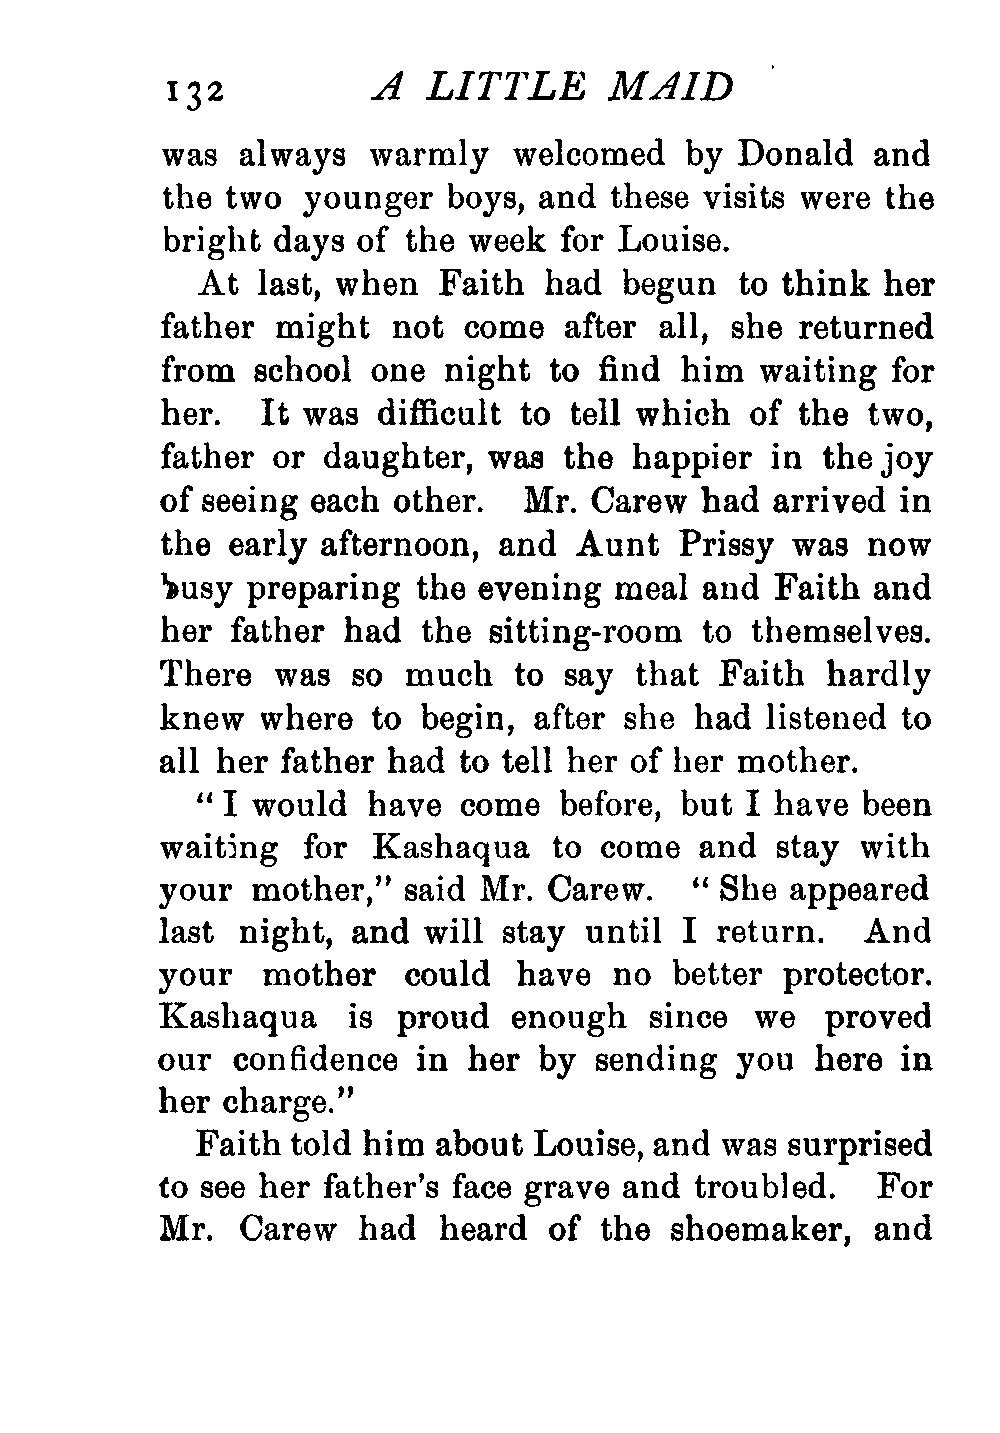 132 A LITTLE MAID
was always warmly welcomed by Donald and
the two younger boys, and these visits were the
bright days of the week for Louise.
At last, when Faith had begun to think her
father might not come after all, she returned
from school one night to find him waiting for
her. It was difficult to tell which of the two,
father or daughter, was the happier in the joy
of seeing each other. Mr. Carew had arrived in
the early afternoon, and Aunt Prissy was now
busy preparing the evening meal and Faith and
her father had the sitting-room to themselves.
There was so much to say that Faith hardly
knew where to begin, after she had listened to
all her father had to tell her of her mother.
" I would have come before, but I have been
waiting for Kashaqua to come and stay with
your mother," said Mr. Carew. " She appeared
last night, and will stay until I return. And
your mother could have no better protector.
Kashaqua is proud enough since we proved
our confidence in her by sending you here in
her charge."
Faith told him about Louise, and was surprised
to see her father's face grave and troubled. For
Mr. Carew had heard of the shoemaker, and